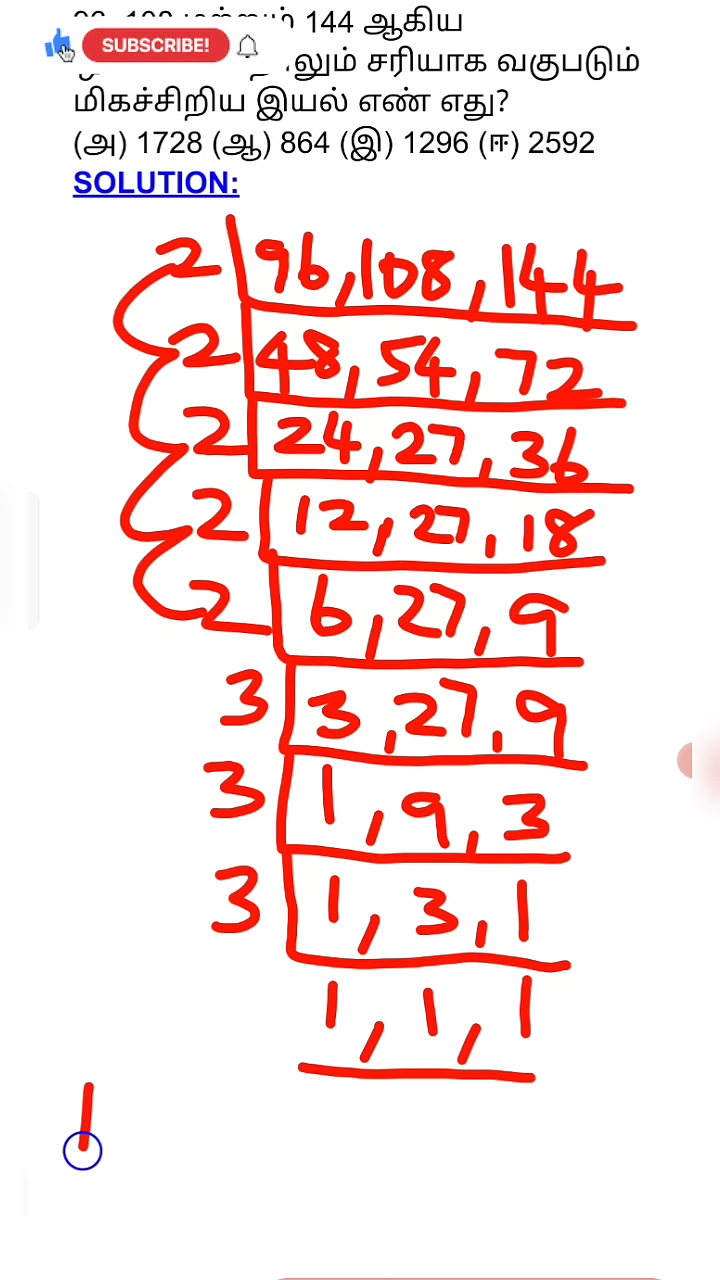 144 ஆகிய
SUBSCRIBE!
சரியாக வகுபடும்
மிகச்சிறிய இயல் எண் எது?
(அ) 1728 (ஆ) 864 (இ) 1296 (ஈ) 2592
SOLUTION:
2 96, 108, 144
2 48, 54, 72
2 24, 27, 36
2 12, 27, 18
2 6, 27, 9
3 3, 27, 9
3 1, 9, 3
3 1, 3, 1
1, 1, 1
1